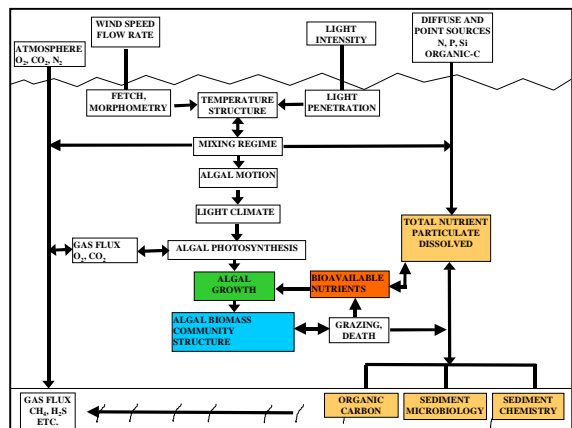 WIND SPEED
FLOW RATE
LIGHT
INTENSITY
DIFFUSE AND
POINT SOURCES
N, P, Si
ORGANIC-C
ATMOSPHERE
O₂, CO₂, N₂
FETCH,
MORPHOMETRY
TEMPERATURE
STRUCTURE
LIGHT
PENETRATION
MIXING REGIME
ALGAL MOTION
LIGHT CLIMATE
TOTAL NUTRIENT
PARTICULATE
DISSOLVED
GAS FLUX
O₂, CO₂
ALGAL PHOTOSYNTHESIS
ALGAL
GROWTH
BIOAVAILABLE
NUTRIENTS
ALGAL BIOMASS
COMMUNITY
STRUCTURE
GRAZING,
DEATH
GAS FLUX
CH₄, H₂S
ETC.
ORGANIC
CARBON
SEDIMENT
MICROBIOLOGY
SEDIMENT
CHEMISTRY